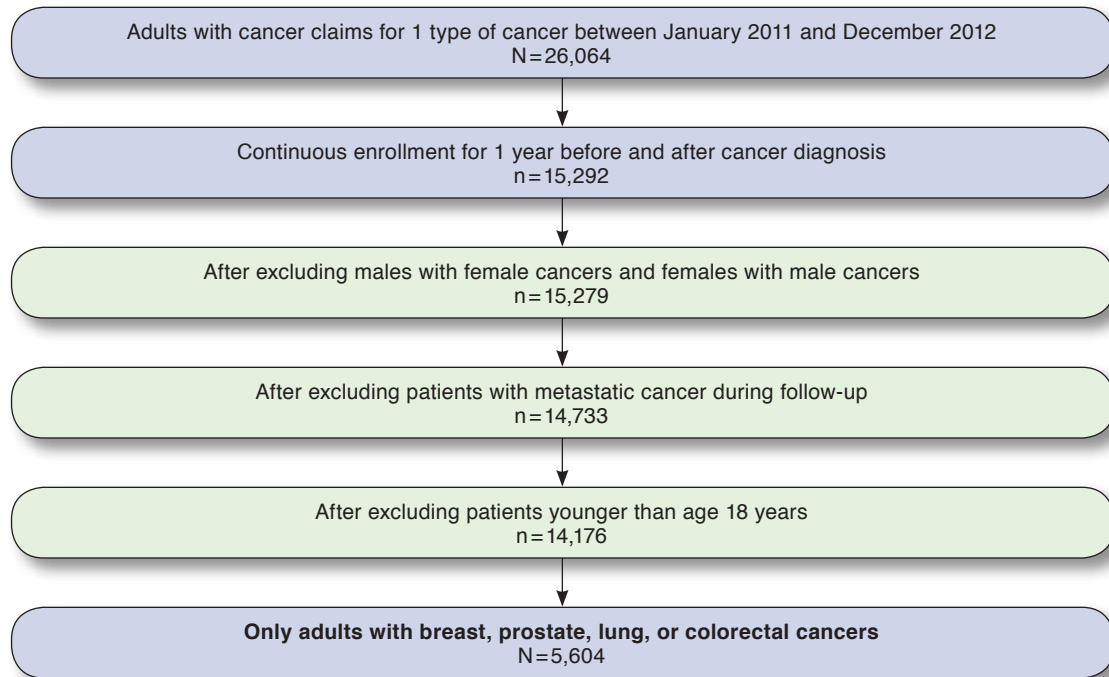 Adults with cancer claims for 1 type of cancer between January 2011 and December 2012
N=26,064
Continuous enrollment for 1 year before and after cancer diagnosis
n=15,292
After excluding males with female cancers and females with male cancers
n=15,279
After excluding patients with metastatic cancer during follow-up
n=14,733
After excluding patients younger than age 18 years
n=14,176
Only adults with breast, prostate, lung, or colorectal cancers
N=5,604